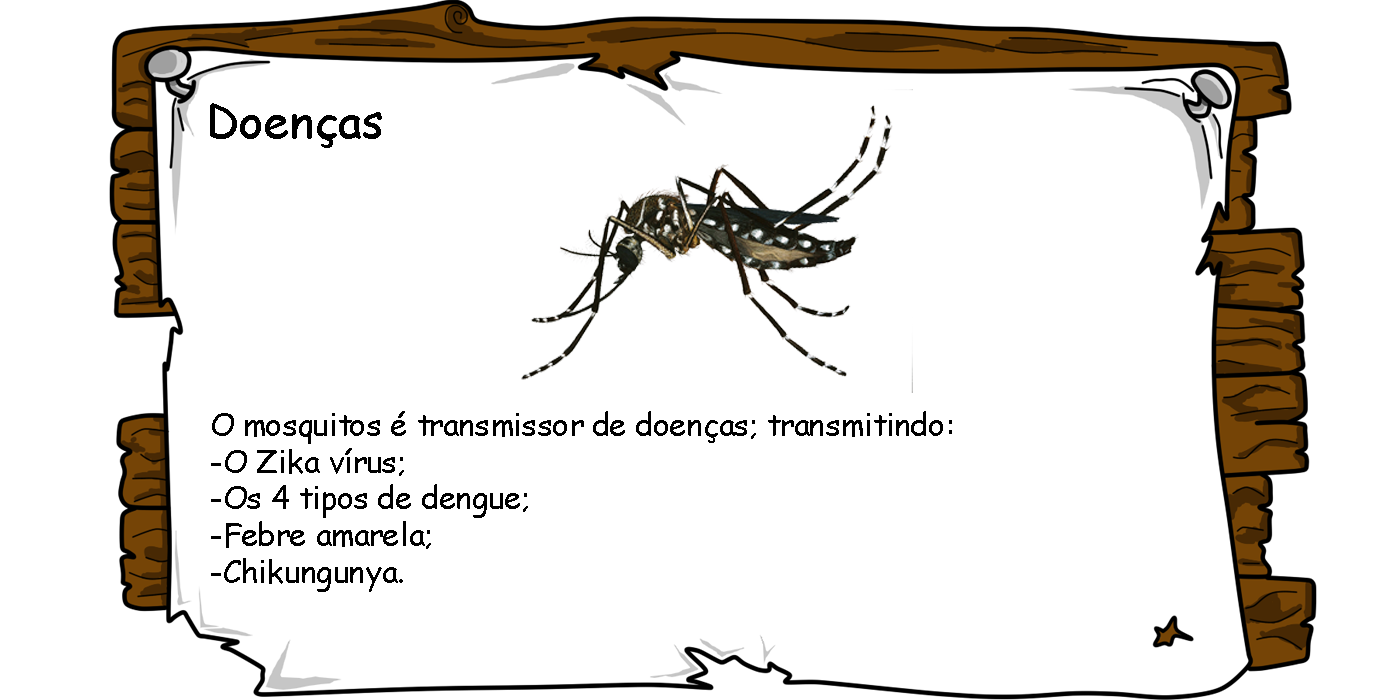 Doenças
O mosquitos é transmissor de doenças; transmitindo:
-O Zika vírus;
-Os 4 tipos de dengue;
-Febre amarela;
-Chikungunya.